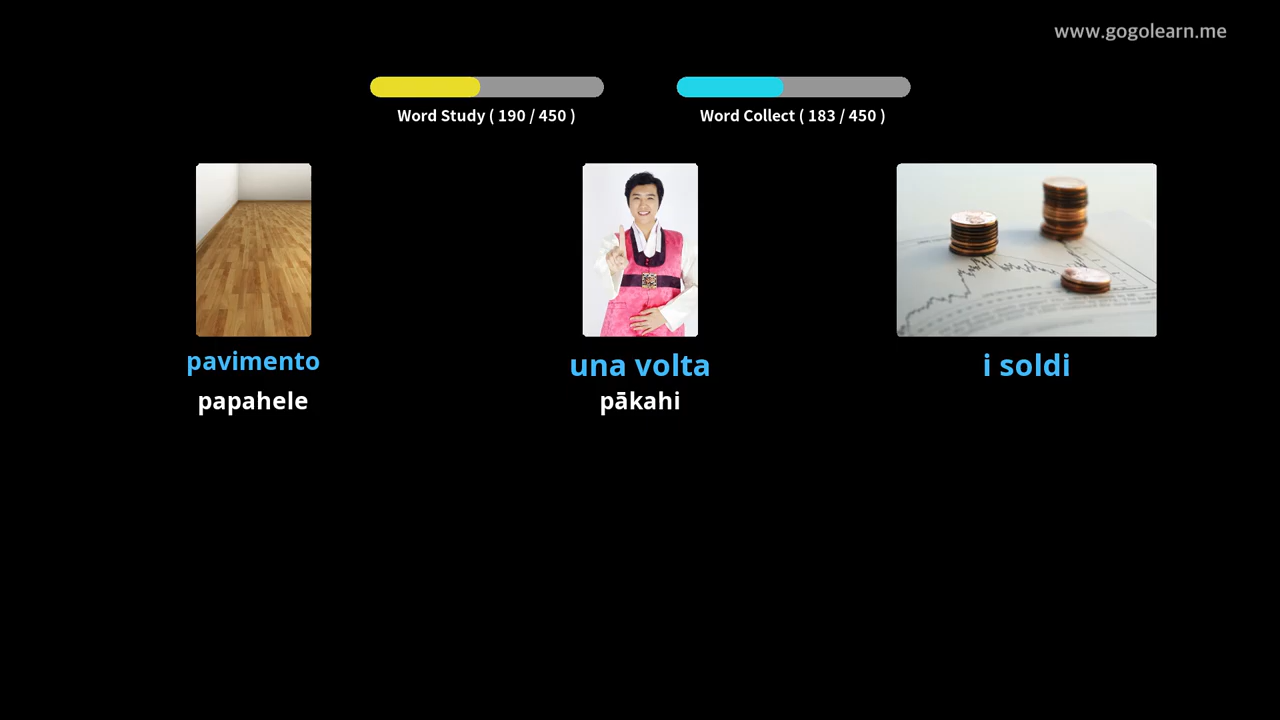 www.gogolearn.me
Word Study ( 190 / 450 )
Word Collect ( 183 / 450 )
pavimento
papahele
una volta
pākahi
i soldi